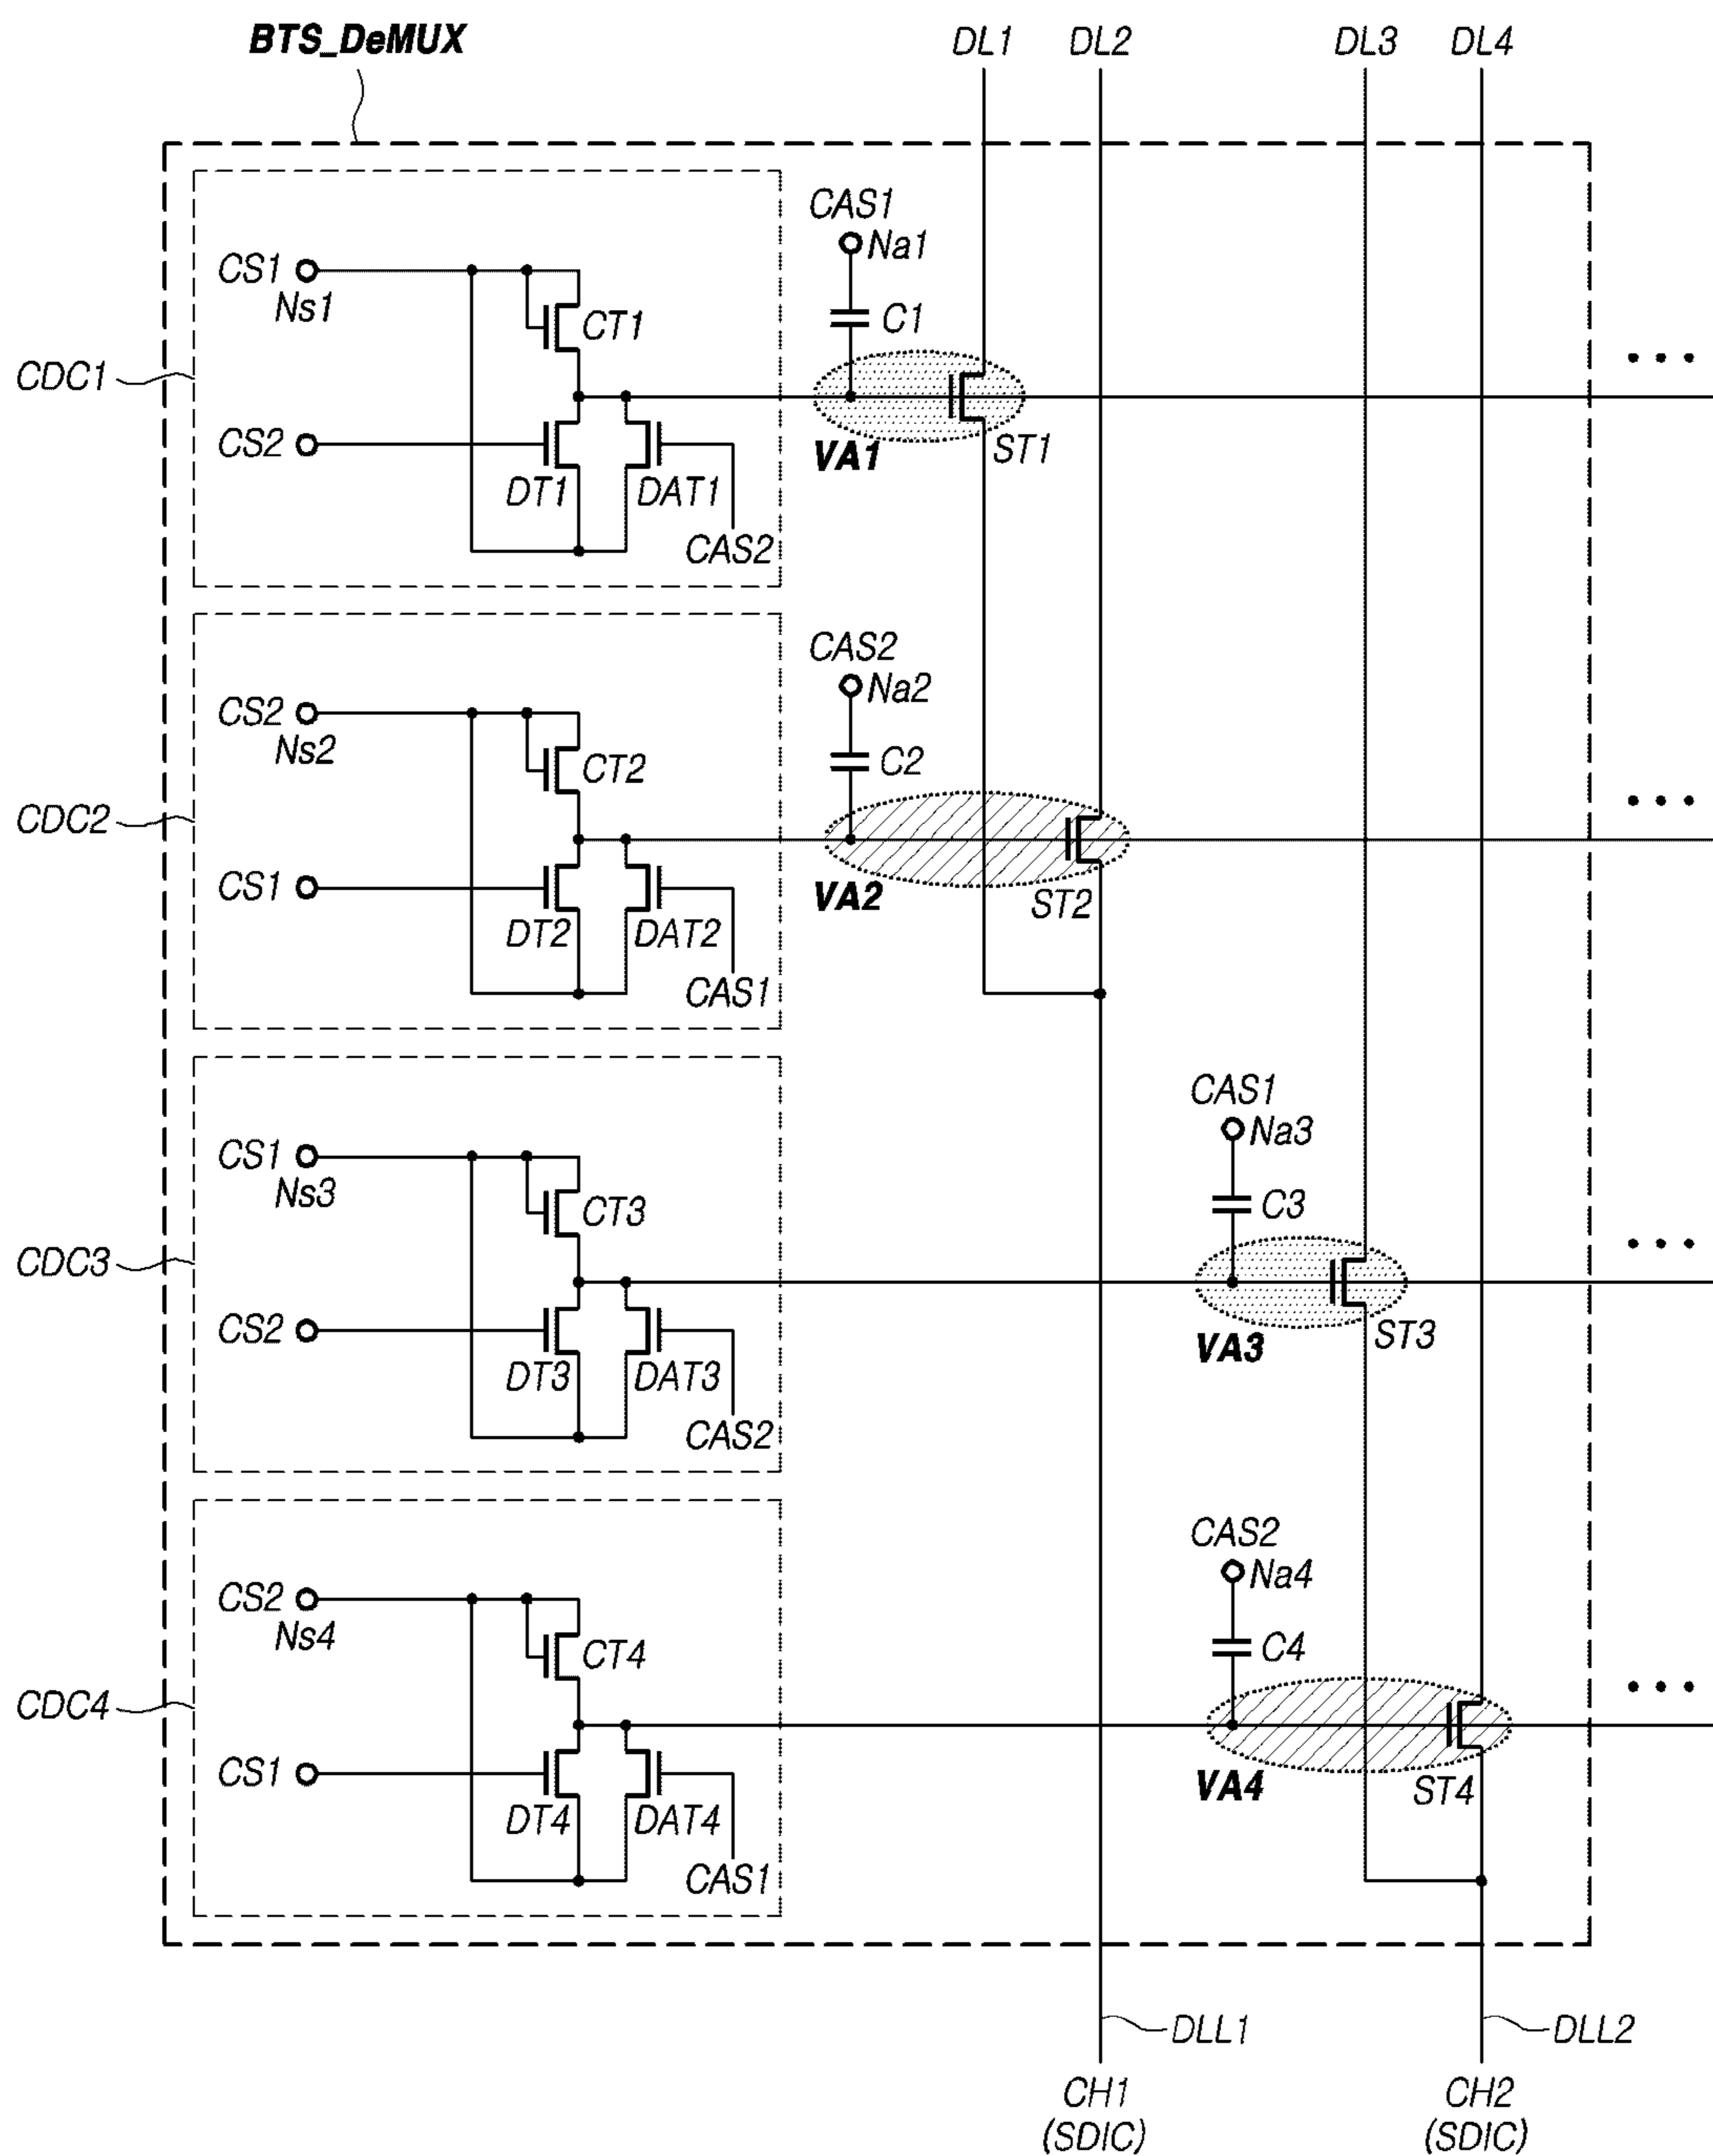 BTS_DeMUX
DL1 DL2 DL3 DL4
CAS1
Na1
CS1
Ns1
CT1
C1
CDC1
CS2
VA1
ST1
DT1
DAT1
CAS2
CAS2
Na2
CS2
Ns2
CT2
C2
CDC2
CS1
VA2
ST2
DT2
DAT2
CAS1
CAS1
Na3
CS1
Ns3
CT3
C3
CDC3
CS2
VA3
ST3
DT3
DAT3
CAS2
CAS2
Na4
CS2
Ns4
CT4
C4
CDC4
CS1
VA4
ST4
DT4
DAT4
CAS1
DLL1
DLL2
CH1
(SDIC)
CH2
(SDIC)